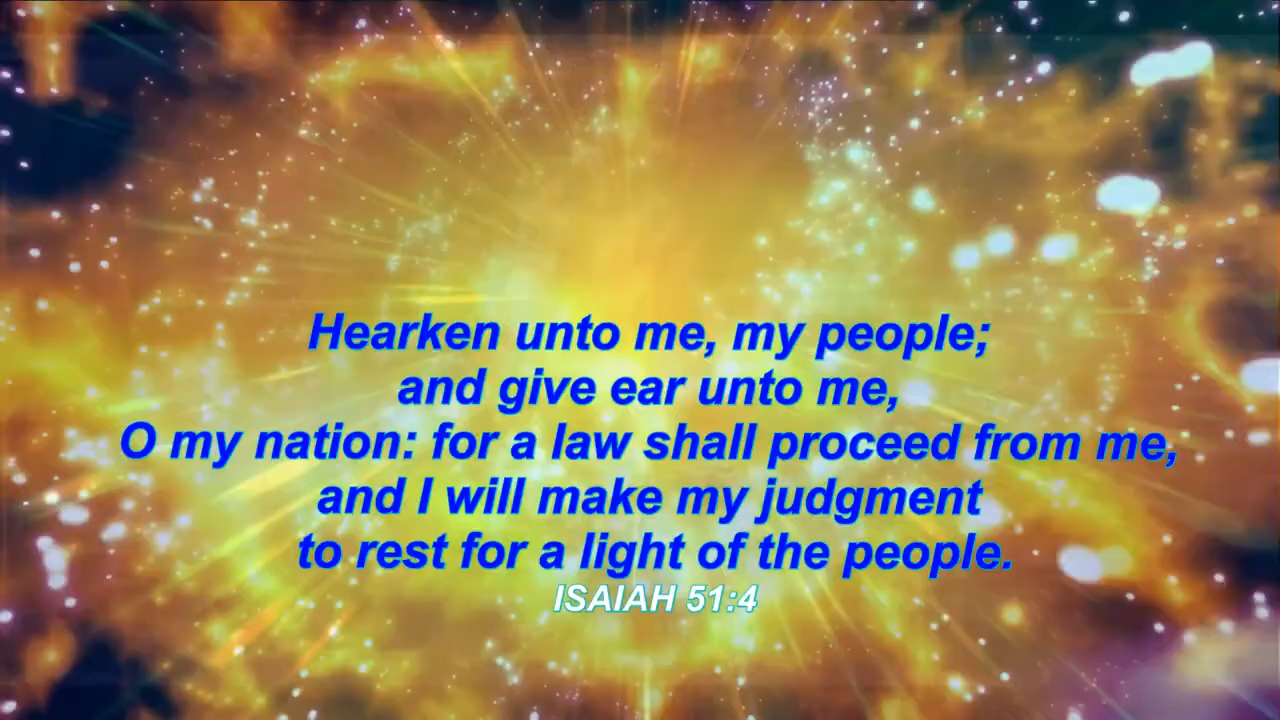 Hearken unto me, my people;
and give ear unto me,
O my nation: for a law shall proceed from me,
and I will make my judgment
to rest for a light of the people.
ISAIAH 51:4